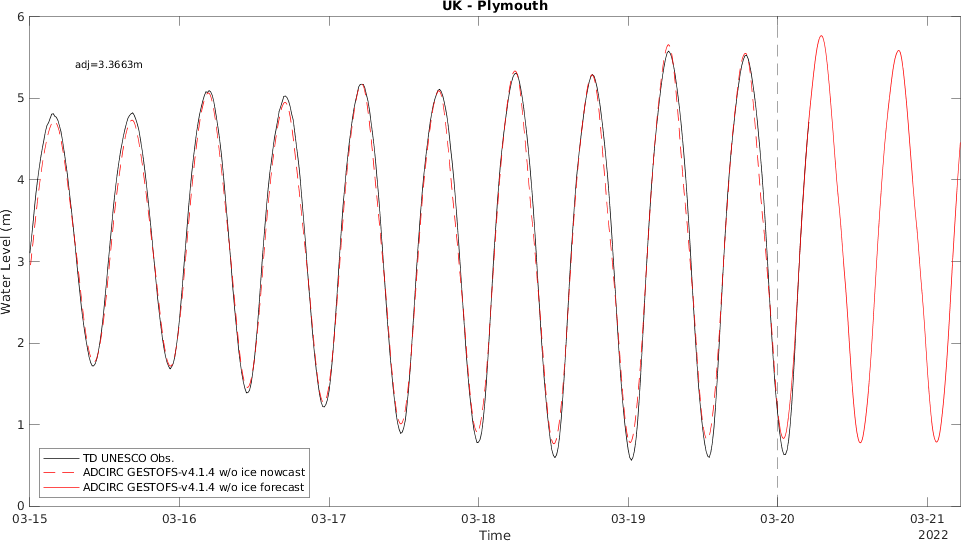 UK - Plymouth
adj=3.3663m
6
5
4
3
2
1
0
Water Level (m)
TD UNESCO Obs.
ADCIRC GESTOFS-v4.1.4 w/o ice nowcast
ADCIRC GESTOFS-v4.1.4 w/o ice forecast
03-15 03-16 03-17 03-18 03-19 03-20 03-21
Time
2022